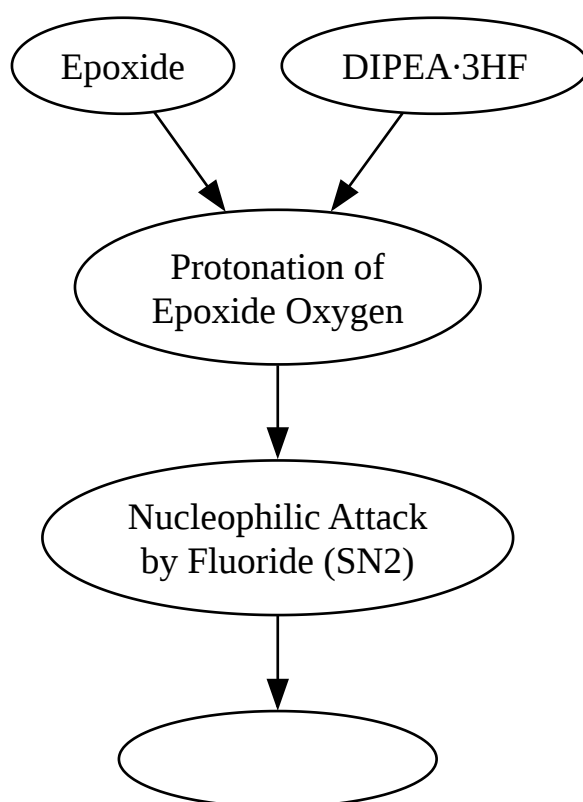 Epoxide
DIPEA·3HF
Protonation of
Epoxide Oxygen
Nucleophilic Attack
by Fluoride (SN2)